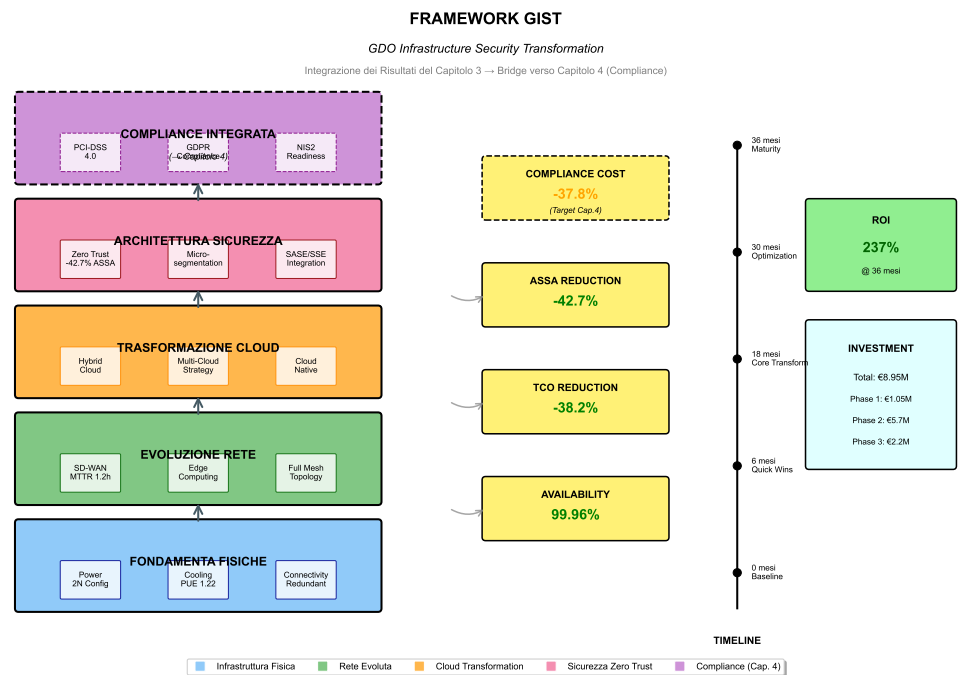 FRAMEWORK GIST
GDO Infrastructure Security Transformation
Integrazione dei Risultati del Capitolo 3 → Bridge verso Capitolo 4 (Compliance)
COMPLIANCE INTEGRATA
(→ Capitolo 4)
PCI-DSS
4.0
GDPR
Compliance
NIS2
Readiness
ARCHITETTURA SICUREZZA
Zero Trust
-42.7% ASSA
Micro-
segmentation
SASE/SSE
Integration
TRASFORMAZIONE CLOUD
Hybrid
Cloud
Multi-Cloud
Strategy
Cloud
Native
EVOLUZIONE RETE
SD-WAN
MTTR 1.2h
Edge
Computing
Full Mesh
Topology
FONDAMENTA FISICHE
Power
2N Config
Cooling
PUE 1.22
Connectivity
Redundant
COMPLIANCE COST
-37.8%
(Target Cap.4)
ASSA REDUCTION
-42.7%
TCO REDUCTION
-38.2%
AVAILABILITY
99.96%
36 mesi
Maturity
30 mesi
Optimization
18 mesi
Core Transform
6 mesi
Quick Wins
0 mesi
Baseline
TIMELINE
ROI
237%
@ 36 mesi
INVESTMENT
Total: €8.95M
Phase 1: €1.05M
Phase 2: €5.7M
Phase 3: €2.2M
Infrastruttura Fisica
Rete Evoluta
Cloud Transformation
Sicurezza Zero Trust
Compliance (Cap. 4)